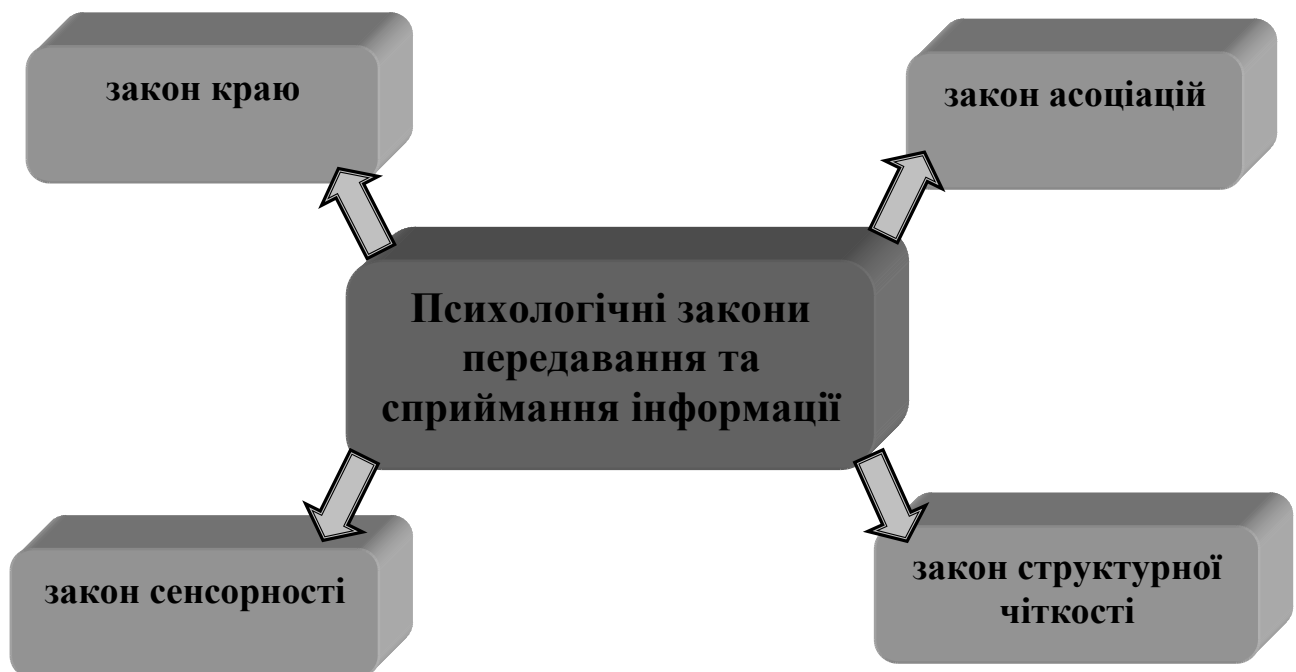 закон краю
закон асоціацій
Психологічні закони
передавання та
сприймання інформації
закон сенсорності
закон структурної
чіткості